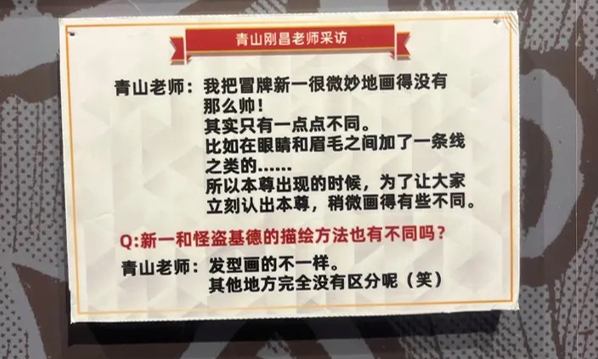 青山刚昌老师采访
青山老师：我把冒牌新一很微妙地画得没有
那么帅！
其实只有一点点不同。
比如在眼睛和眉毛之间加了一条线
之类的……
所以本尊出现的时候，为了让大家
立刻认出本尊，稍微画得有些不同。
Q:新一和怪盗基德的描绘方法也有不同吗？
青山老师：发型画的不一样。
其他地方完全没有区分呢（笑）